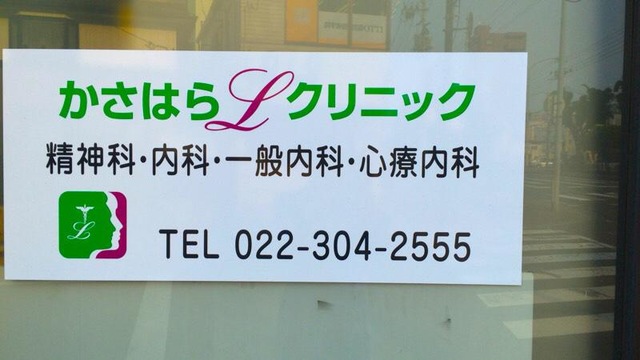 かさはらLクリニック
精神科・内科・一般内科・心療内科
L
TEL 022-304-2555